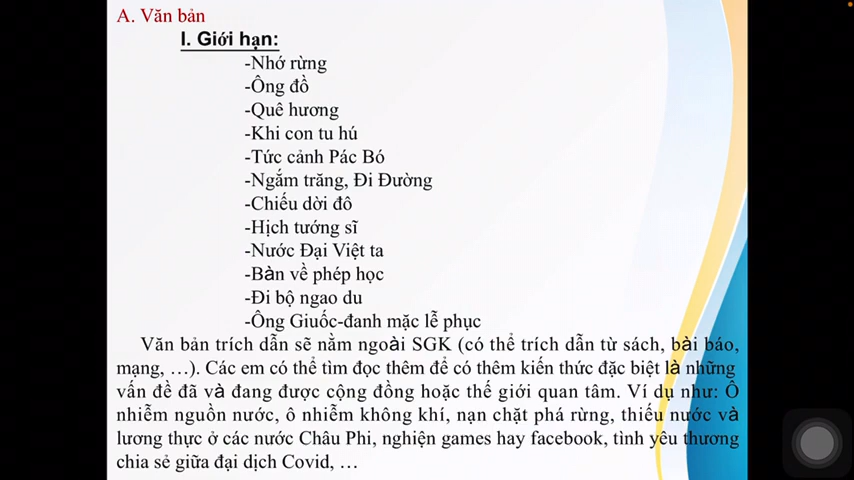 A. Văn bản
I. Giới hạn:
-Nhớ rừng
-Ông đồ
-Quê hương
-Khi con tu hú
-Tức cảnh Pác Bó
-Ngắm trăng, Đi Đường
-Chiếu dời đô
-Hịch tướng sĩ
-Nước Đại Việt ta
-Bàn về phép học
-Đi bộ ngao du
-Ông Giuốc-đanh mặc lễ phục
Văn bản trích dẫn sẽ nằm ngoài SGK (có thể trích dẫn từ sách, bài báo,
mạng, …). Các em có thể tìm đọc thêm để có thêm kiến thức đặc biệt là những
vấn đề đã và đang được cộng đồng hoặc thế giới quan tâm. Ví dụ như: Ô
nhiễm nguồn nước, ô nhiễm không khí, nạn chặt phá rừng, thiếu nước và
lương thực ở các nước Châu Phi, nghiện games hay facebook, tình yêu thương
chia sẻ giữa đại dịch Covid, …